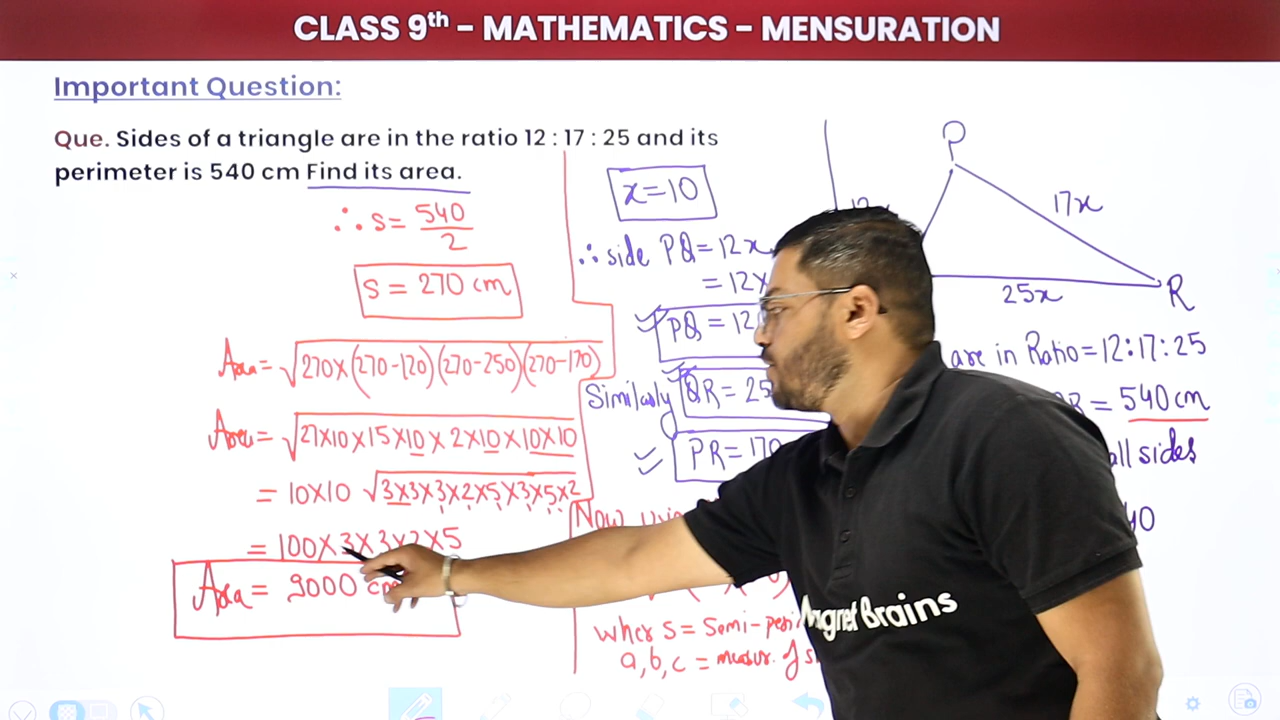 CLASS 9th - MATHEMATICS - MENSURATION
Important Question:
Que. Sides of a triangle are in the ratio 12 : 17 : 25 and its
perimeter is 540 cm Find its area.
∴ s = 540/2
s = 270 cm
Area = √270×(270-120)(270-250)(270-170)
Area = √27×10×15×10×2×10×10×10
= 10×10 √3×3×3×2×5×3×5×2
= 100×3×3×2×5
Area = 9000 cm
x=10
∴ side PQ=12x
= 12×
PQ = 12
Similarly QR = 25
PR = 170
Now using
where s = Semi-peri
a, b, c = measur. of s
P
17x
25x
R
are in Ratio=12:17:25
= 540 cm
all sides
40
Magnet Brains